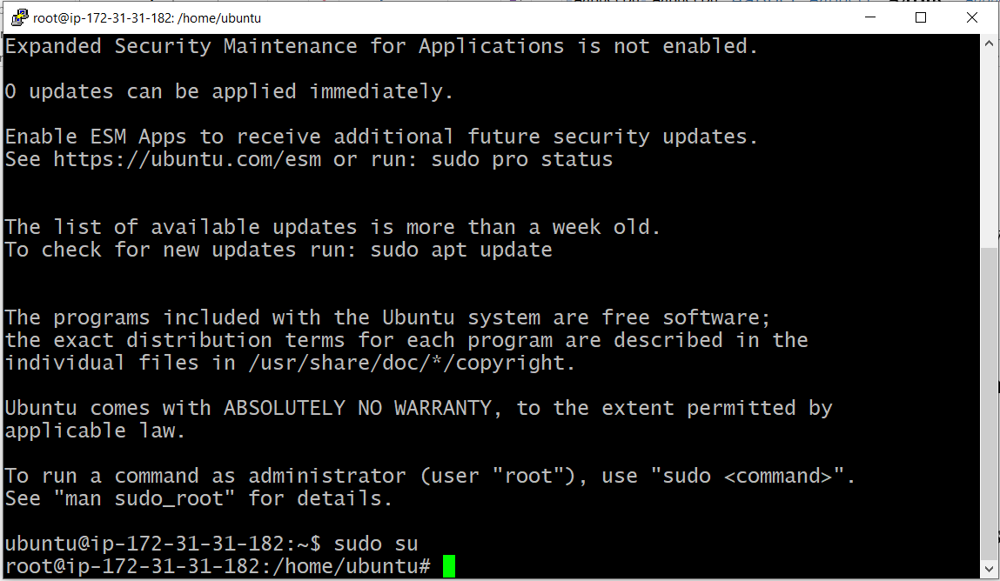 root@ip-172-31-31-182: /home/ubuntu
Expanded Security Maintenance for Applications is not enabled.
0 updates can be applied immediately.
Enable ESM Apps to receive additional future security updates.
See https://ubuntu.com/esm or run: sudo pro status
The list of available updates is more than a week old.
To check for new updates run: sudo apt update
The programs included with the Ubuntu system are free software;
the exact distribution terms for each program are described in the
individual files in /usr/share/doc/*/copyright.
Ubuntu comes with ABSOLUTELY NO WARRANTY, to the extent permitted by
applicable law.
To run a command as administrator (user "root"), use "sudo <command>".
See "man sudo_root" for details.
ubuntu@ip-172-31-31-182:~$ sudo su
root@ip-172-31-31-182:/home/ubuntu#